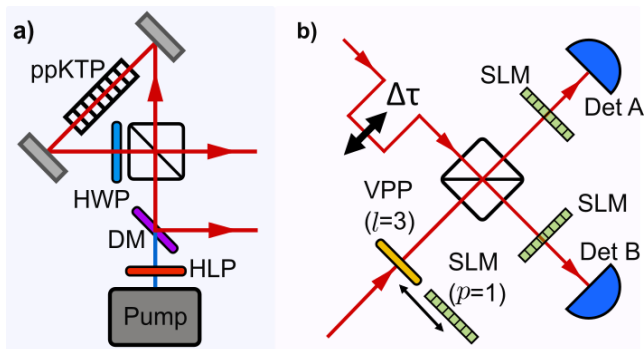 a)
ppKTP
HWP
DM
HLP
Pump
b)
Δτ
SLM
Det A
VPP
(l=3)
SLM
(p=1)
SLM
Det B